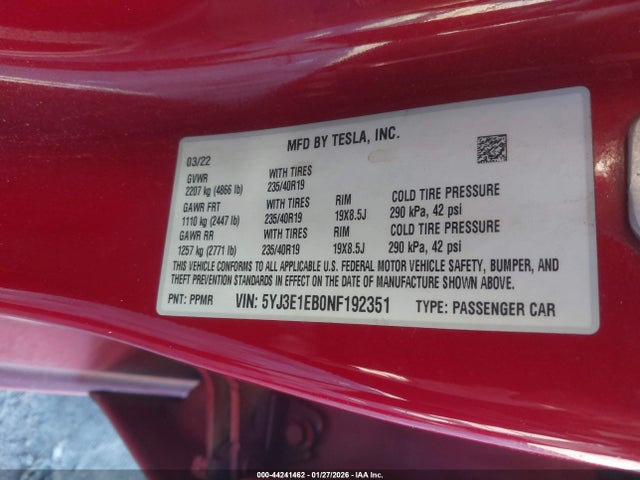 MFD BY TESLA, INC.
03/22
GVWR WITH TIRES
2207 kg (4866 lb) 235/40R19
GAWR FRT WITH TIRES RIM COLD TIRE PRESSURE
1110 kg (2447 lb) 235/40R19 19X8.5J 290 kPa, 42 psi
GAWR RR WITH TIRES RIM COLD TIRE PRESSURE
1257 kg (2771 lb) 235/40R19 19X8.5J 290 kPa, 42 psi
THIS VEHICLE CONFORMS TO ALL APPLICABLE U.S. FEDERAL MOTOR VEHICLE SAFETY, BUMPER, AND
THEFT PREVENTION STANDARDS IN EFFECT ON THE DATE OF MANUFACTURE SHOWN ABOVE.
PNT: PPMR VIN: 5YJ3E1EB0NF192351 TYPE: PASSENGER CAR
000-44241462 - 01/27/2026 - IAA Inc.